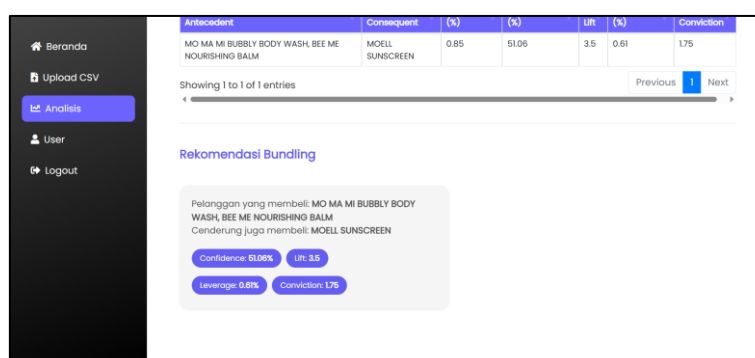 Antecedent Consequent (%) (%) Lift (%) Conviction
MO MA MI BUBBLY BODY WASH, BEE ME MOELL 0.85 51.06 3.5 0.61 1.75
NOURISHING BALM SUNSCREEN
Showing 1 to 1 of 1 entries
Previous 1 Next
Beranda
Upload CSV
Analisis
User
Logout
Rekomendasi Bundling
Pelanggan yang membeli: MO MA MI BUBBLY BODY
WASH, BEE ME NOURISHING BALM
Cenderung juga membeli: MOELL SUNSCREEN
Confidence: 51.06% Lift: 3.5
Leverage: 0.61% Conviction: 1.75